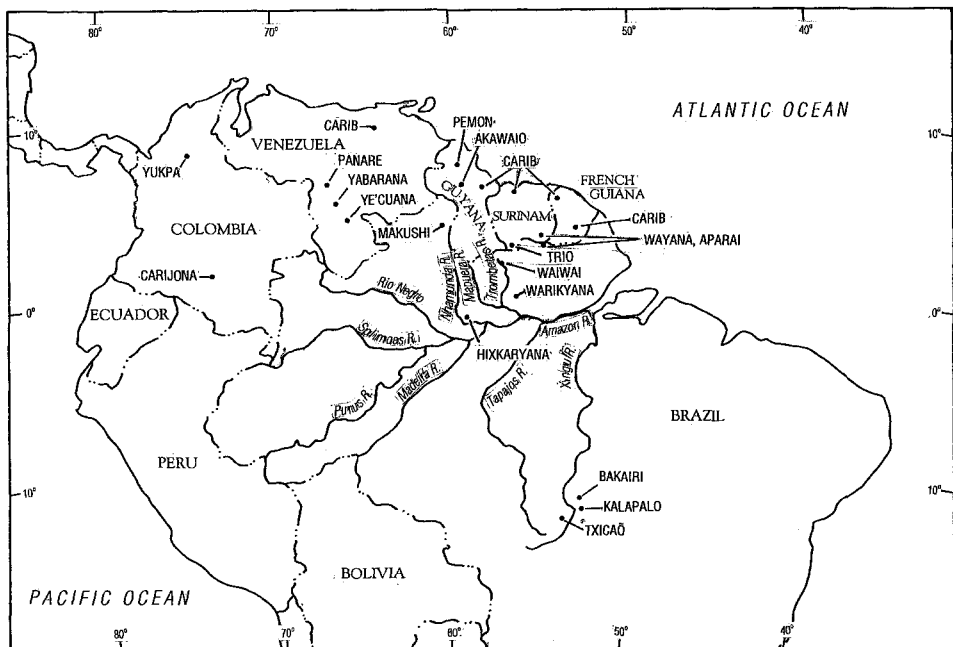 80° 70° 60° 50° 40°
ATLANTIC OCEAN
10° 10°
CARIB
PEMON
AKAWAIO
VENEZUELA
CARIB
YUKPA
PANARE
FRENCH
GUIANA
YABARANA
GUYANA
YE'CUANA
SURINAM
CARIB
COLOMBIA
MAKUSHI
WAYANA, APARAI
TRIO
WAIWAI
CARIJONA
Rio Negro
Nhamunda R.
Mapuera R.
Trombetas R.
WARIKYANA
0° 0°
ECUADOR
Solimoes R.
Amazon R.
HIXKARYANA
Madeira R.
Tapajos R.
Xingu R.
Purus R.
BRAZIL
PERU
BAKAIRI
10° 10°
KALAPALO
TXICAÕ
BOLIVIA
PACIFIC OCEAN
80° 70° 60° 50° 40°